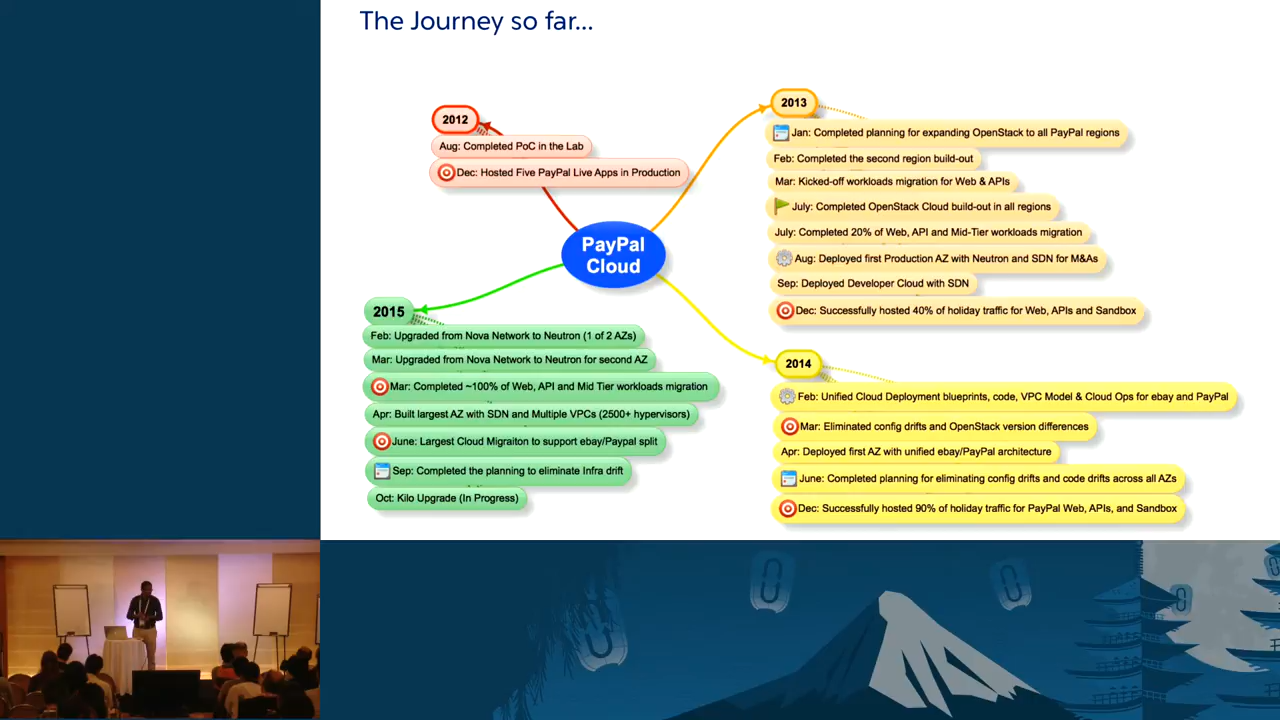 The Journey so far...
2012
Aug: Completed PoC in the Lab
Dec: Hosted Five PayPal Live Apps in Production
2013
Jan: Completed planning for expanding OpenStack to all PayPal regions
Feb: Completed the second region build-out
Mar: Kicked-off workloads migration for Web & APIs
July: Completed OpenStack Cloud build-out in all regions
July: Completed 20% of Web, API and Mid-Tier workloads migration
Aug: Deployed first Production AZ with Neutron and SDN for M&As
Sep: Deployed Developer Cloud with SDN
Dec: Successfully hosted 40% of holiday traffic for Web, APIs and Sandbox
PayPal
Cloud
2014
Feb: Unified Cloud Deployment blueprints, code, VPC Model & Cloud Ops for ebay and PayPal
Mar: Eliminated config drifts and OpenStack version differences
Apr: Deployed first AZ with unified ebay/PayPal architecture
June: Completed planning for eliminating config drifts and code drifts across all AZs
Dec: Successfully hosted 90% of holiday traffic for PayPal Web, APIs, and Sandbox
2015
Feb: Upgraded from Nova Network to Neutron (1 of 2 AZs)
Mar: Upgraded from Nova Network to Neutron for second AZ
Mar: Completed ~100% of Web, API and Mid Tier workloads migration
Apr: Built largest AZ with SDN and Multiple VPCs (2500+ hypervisors)
June: Largest Cloud Migraiton to support ebay/Paypal split
Sep: Completed the planning to eliminate Infra drift
Oct: Kilo Upgrade (In Progress)